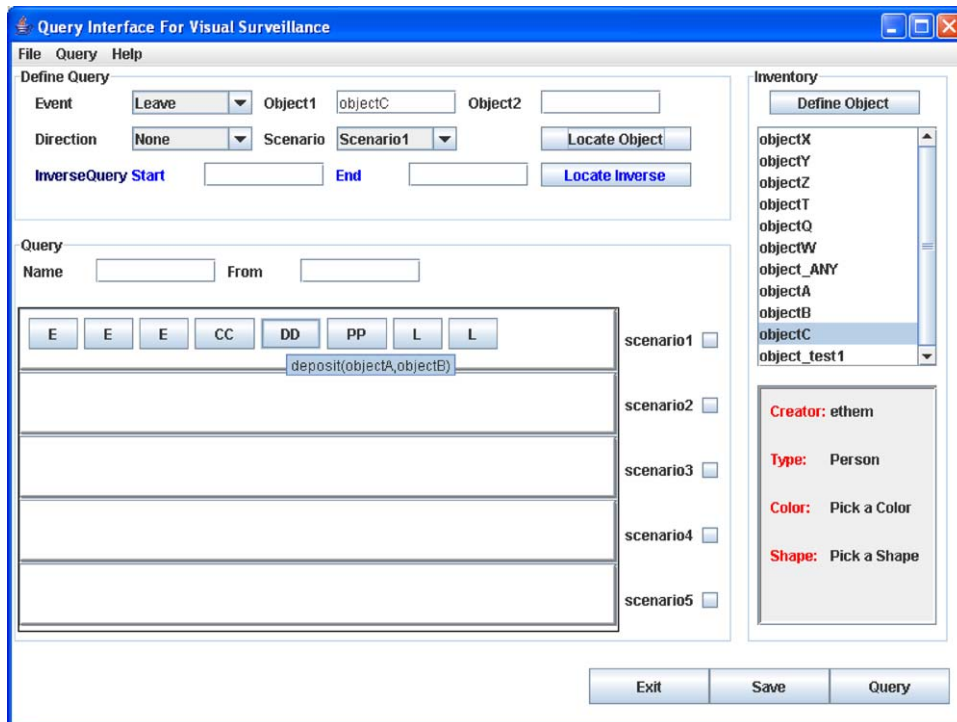 Query Interface For Visual Surveillance
File Query Help
Define Query
Event Leave Object1 objectC Object2
Direction None Scenario Scenario1 Locate Object
InverseQuery Start End Locate Inverse
Query
Name From
E E E CC DD PP L L scenario1
deposit(objectA,objectB)
scenario2
scenario3
scenario4
scenario5
Inventory
Define Object
objectX
objectY
objectZ
objectT
objectQ
objectW
object_ANY
objectA
objectB
objectC
object_test1
Creator: ethem
Type: Person
Color: Pick a Color
Shape: Pick a Shape
Exit Save Query